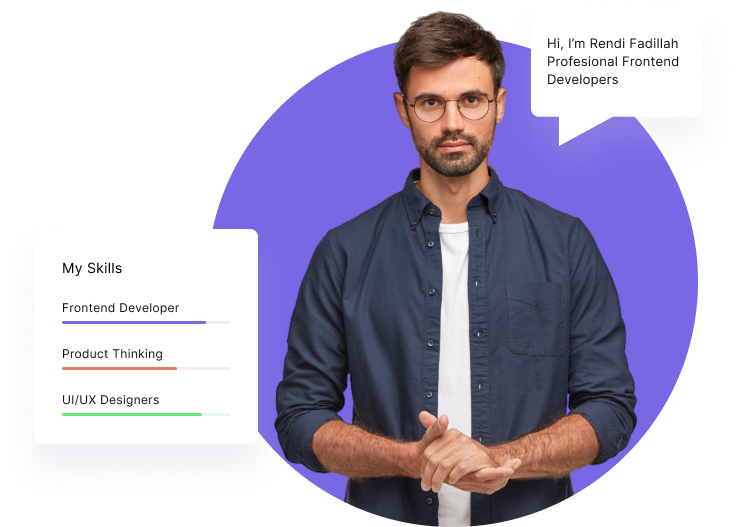 Hi, I'm Rendi Fadillah
Profesional Frontend
Developers
My Skills
Frontend Developer
Product Thinking
UI/UX Designers